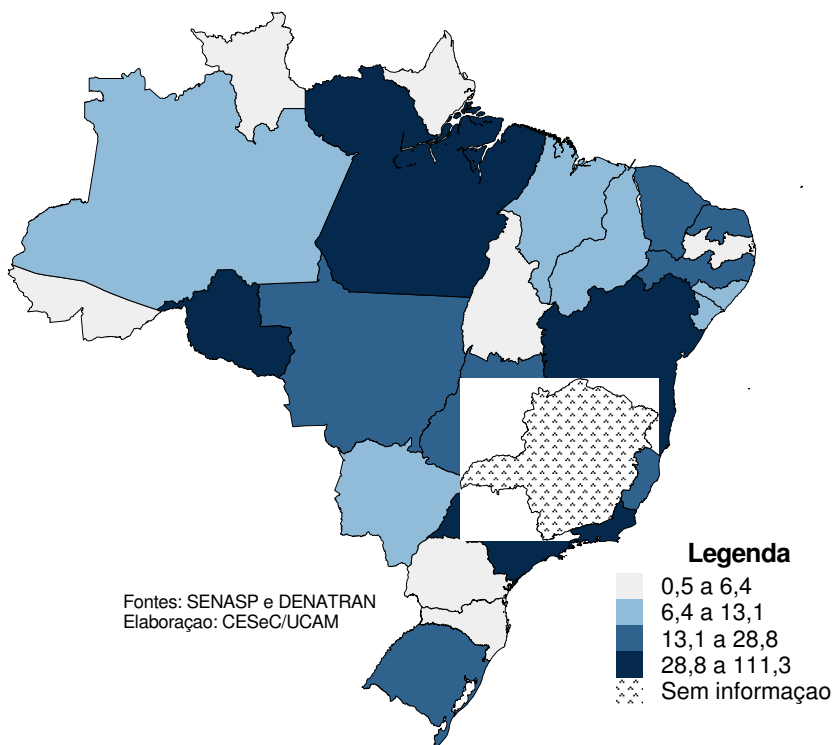 Legenda
0,5 a 6,4
6,4 a 13,1
13,1 a 28,8
28,8 a 111,3
Sem informaçao
Fontes: SENASP e DENATRAN
Elaboraçao: CESeC/UCAM